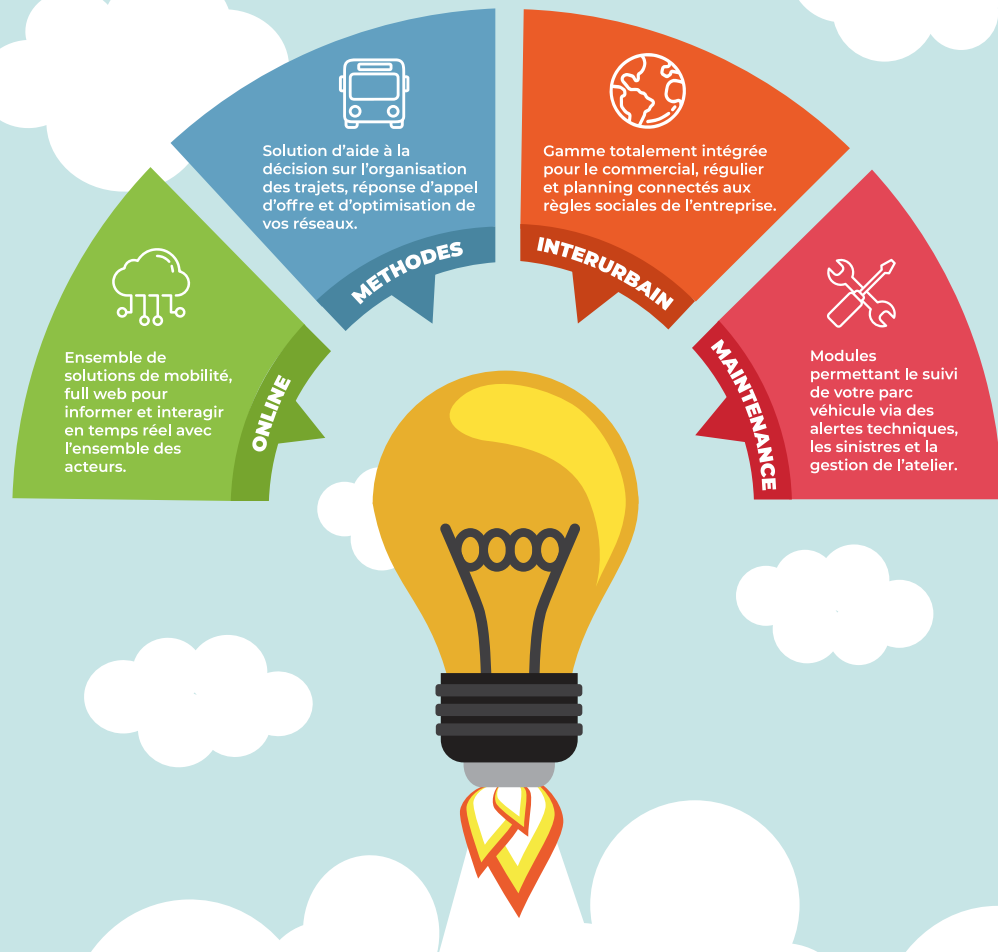 Solution d’aide à la
décision sur l’organisation
des trajets, réponse d’appel
d’offre et d’optimisation de
vos réseaux.
METHODES
Gamme totalement intégrée
pour le commercial, régulier
et planning connectés aux
règles sociales de l’entreprise.
INTERURBAIN
Ensemble de
solutions de mobilité,
full web pour
informer et interagir
en temps réel avec
l’ensemble des
acteurs.
ONLINE
Modules
permettant le suivi
de votre parc
véhicule via des
alertes techniques,
les sinistres et la
gestion de l’atelier.
MAINTENANCE